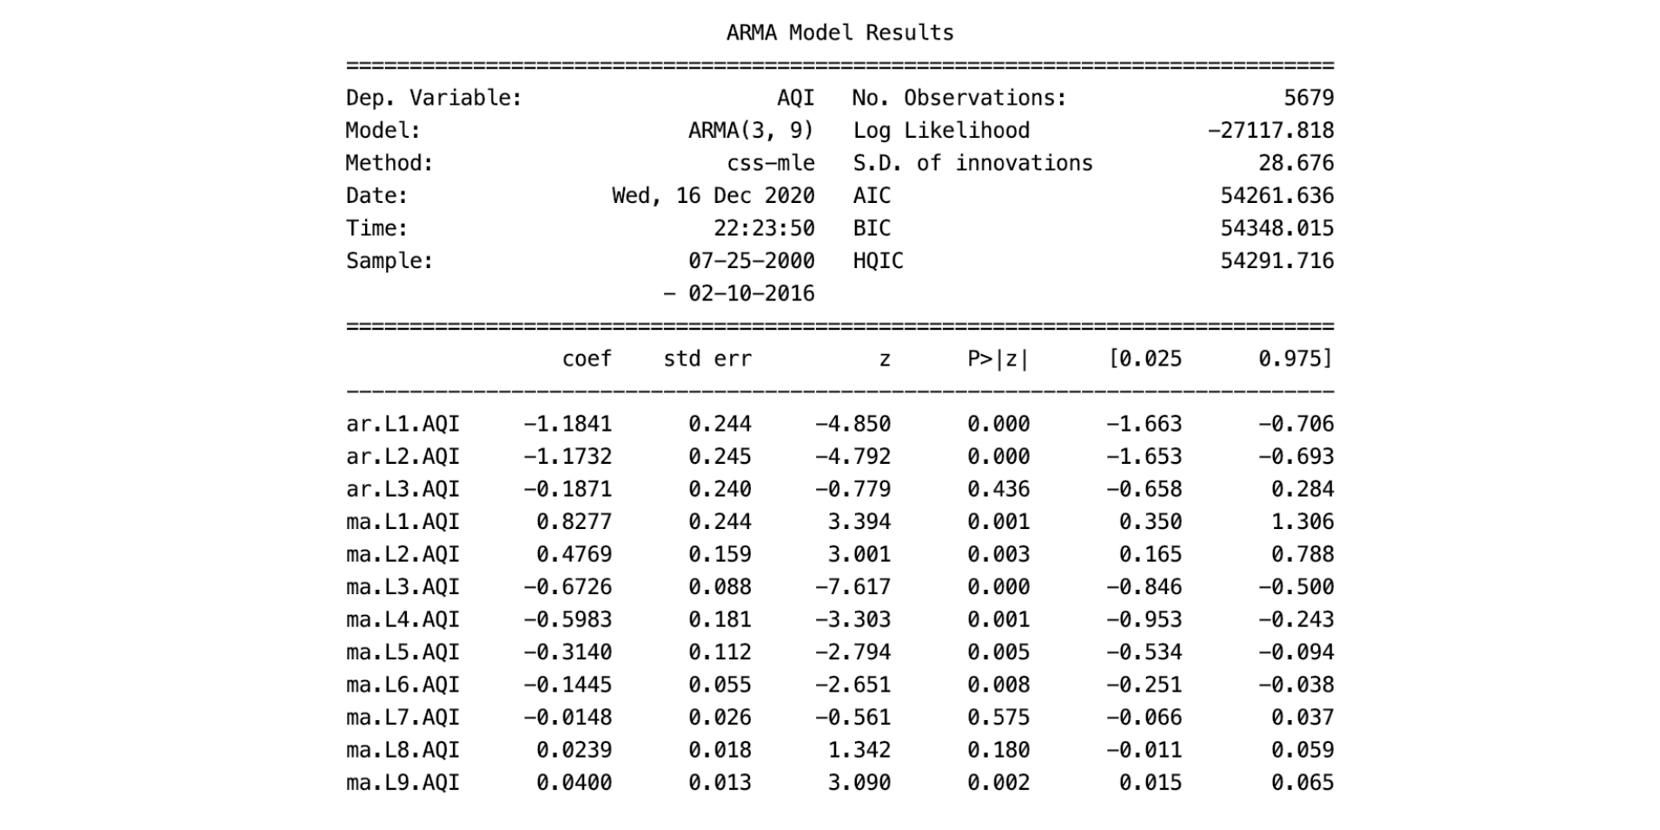 ARMA Model Results
==============================================================================
Dep. Variable:                    AQI   No. Observations:                 5679
Model:                     ARMA(3, 9)   Log Likelihood              -27117.818
Method:                       css-mle   S.D. of innovations             28.676
Date:                Wed, 16 Dec 2020   AIC                          54261.636
Time:                        22:23:50   BIC                          54348.015
Sample:                    07-25-2000   HQIC                         54291.716
                         - 02-10-2016
==============================================================================
                 coef    std err          z      P>|z|      [0.025      0.975]
------------------------------------------------------------------------------
ar.L1.AQI     -1.1841      0.244     -4.850      0.000      -1.663      -0.706
ar.L2.AQI     -1.1732      0.245     -4.792      0.000      -1.653      -0.693
ar.L3.AQI     -0.1871      0.240     -0.779      0.436      -0.658       0.284
ma.L1.AQI      0.8277      0.244      3.394      0.001       0.350       1.306
ma.L2.AQI      0.4769      0.159      3.001      0.003       0.165       0.788
ma.L3.AQI     -0.6726      0.088     -7.617      0.000      -0.846      -0.500
ma.L4.AQI     -0.5983      0.181     -3.303      0.001      -0.953      -0.243
ma.L5.AQI     -0.3140      0.112     -2.794      0.005      -0.534      -0.094
ma.L6.AQI     -0.1445      0.055     -2.651      0.008      -0.251      -0.038
ma.L7.AQI     -0.0148      0.026     -0.561      0.575      -0.066       0.037
ma.L8.AQI      0.0239      0.018      1.342      0.180      -0.011       0.059
ma.L9.AQI      0.0400      0.013      3.090      0.002       0.015       0.065